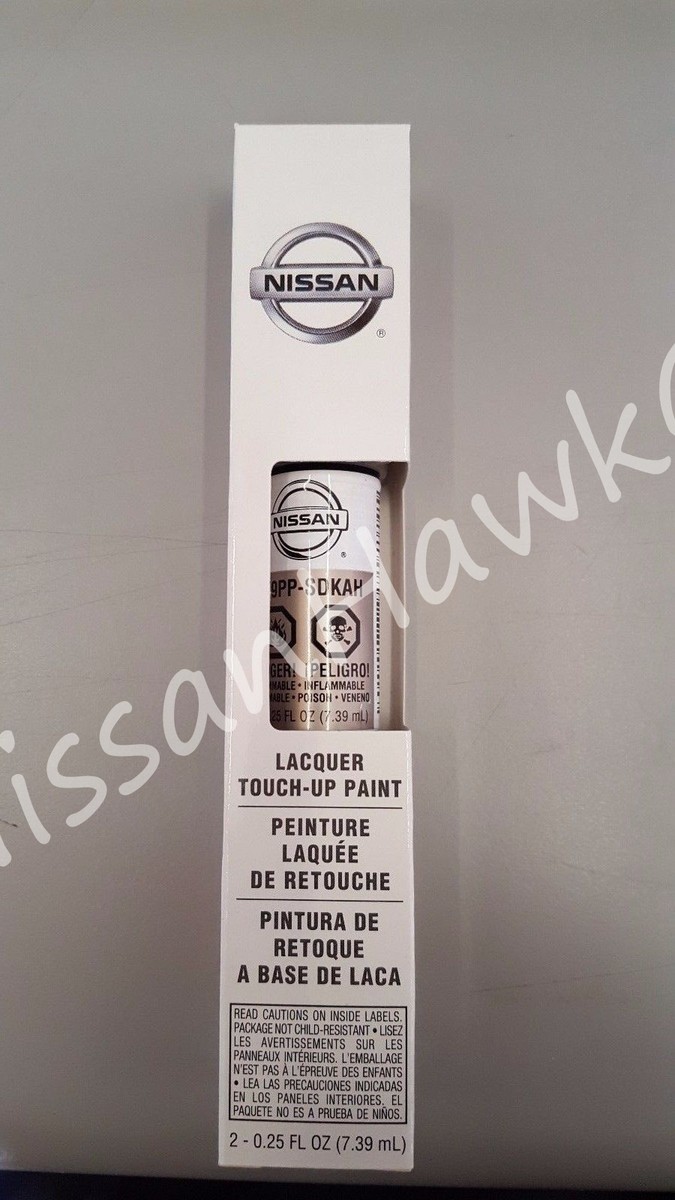 NISSAN
®
NISSAN
®
9PP-SDKAH
GER! ¡PELIGRO!
MMABLE • INFLAMMABLE
ABLE • POISON • VENENO
.25 FL OZ (7.39 mL)
LACQUER
TOUCH-UP PAINT
PEINTURE
LAQUÉE
DE RETOUCHE
PINTURA DE
RETOQUE
A BASE DE LACA
READ CAUTIONS ON INSIDE LABELS.
PACKAGE NOT CHILD-RESISTANT • LISEZ
LES AVERTISSEMENTS SUR LES
PANNEAUX INTÉRIEURS. L'EMBALLAGE
N'EST PAS À L'ÉPREUVE DES ENFANTS
• LEA LAS PRECAUCIONES INDICADAS
EN LOS PANELES INTERIORES. EL
PAQUETE NO ES A PRUEBA DE NIÑOS.
2 - 0.25 FL OZ (7.39 mL)
issanHawk